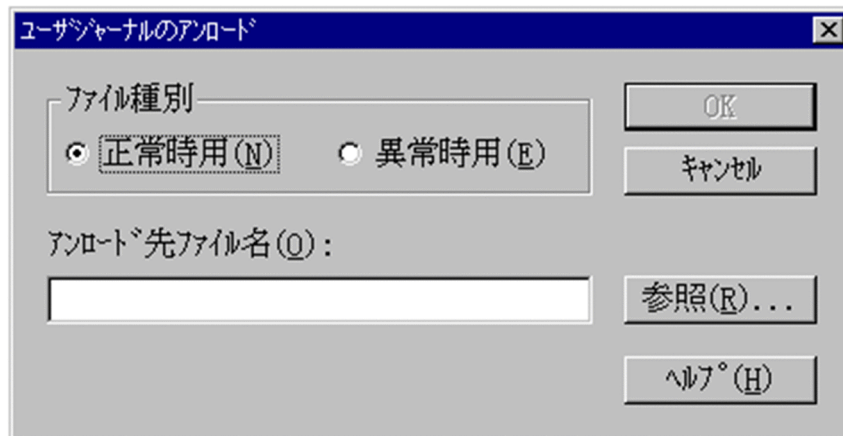 ﾕｰｻﾞｼﾞｬｰﾅﾙのｱﾝﾛｰﾄﾞ
ﾌｧｲﾙ種別
正常時用(N)
異常時用(E)
OK
ｷｬﾝｾﾙ
ｱﾝﾛｰﾄﾞ先ﾌｧｲﾙ名(O):
参照(R)...
ﾍﾙﾌﾟ(H)